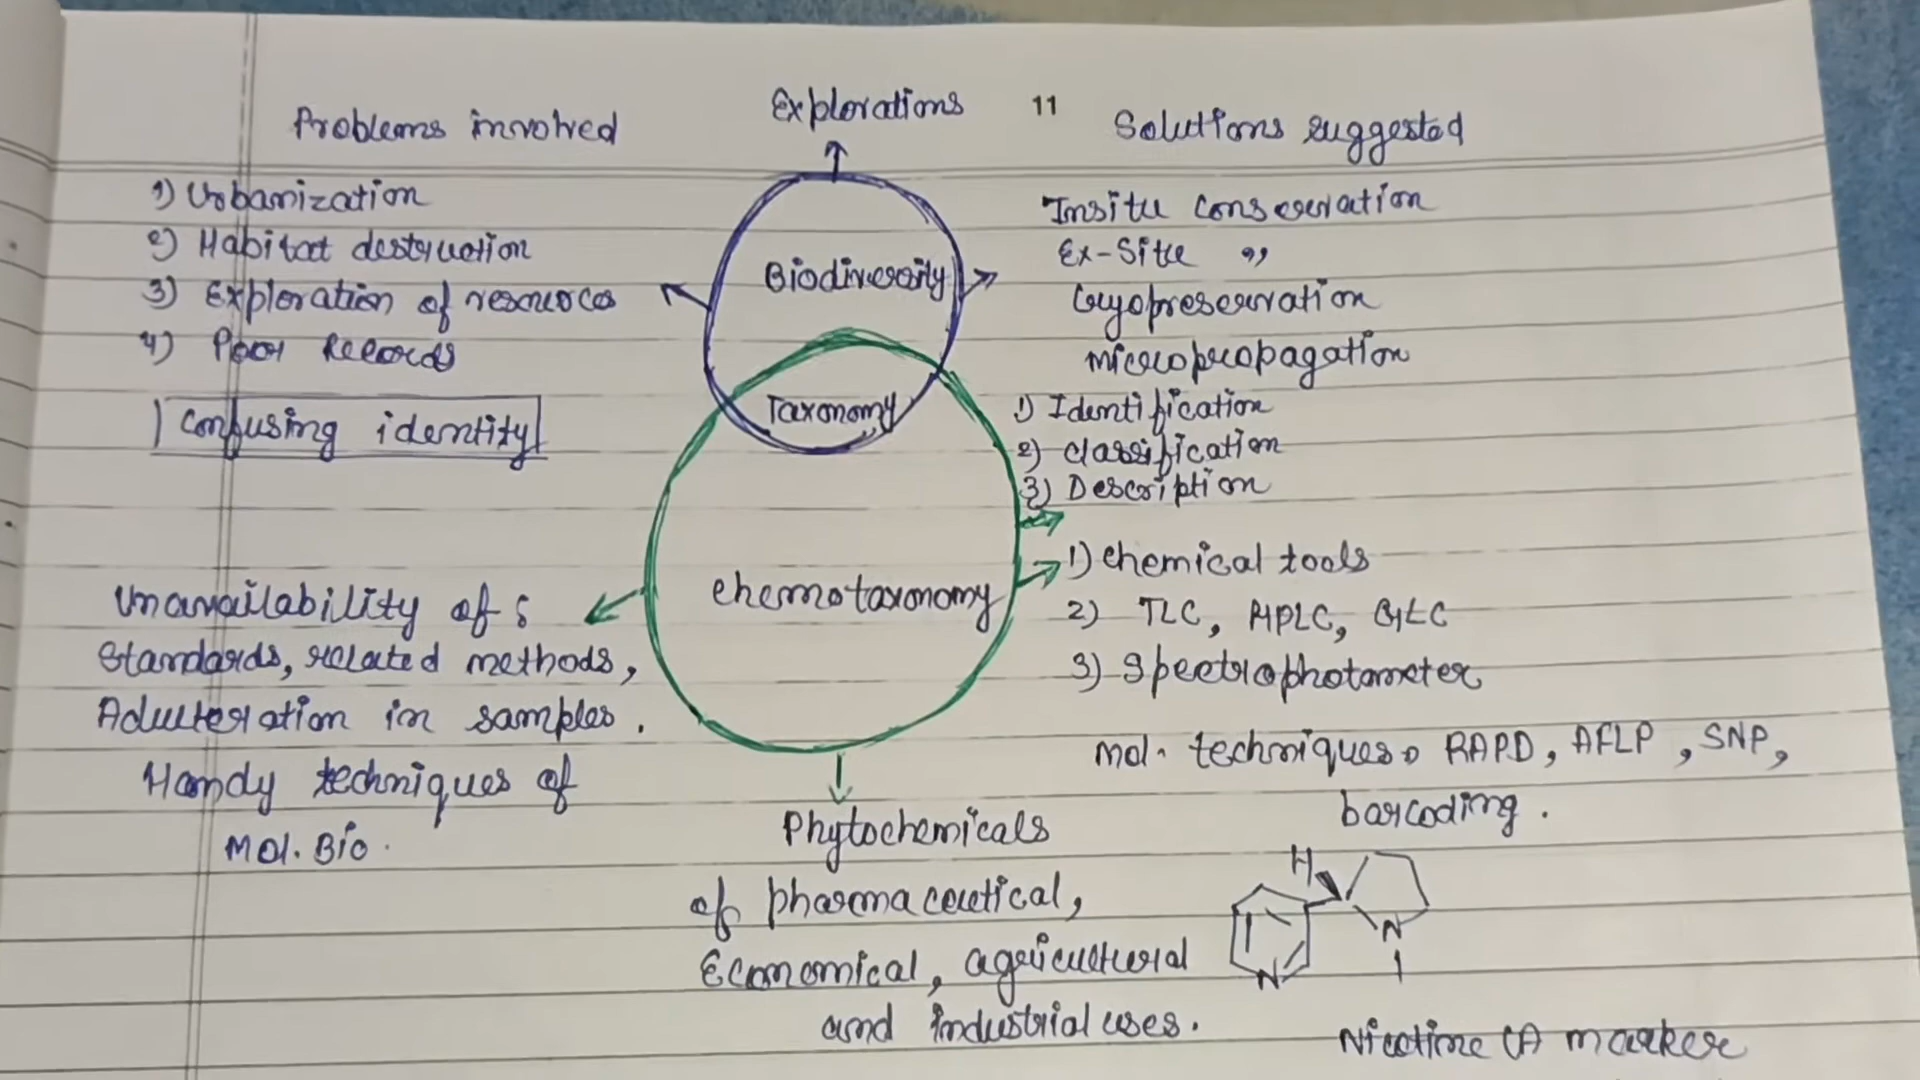 Explorations
11
Problems involved
1) Urbanization
2) Habitat destruction
3) Exploration of resources
4) Poor Records
Confusing identity
Biodiversity
Taxonomy
Chemotaxonomy
Solutions suggested
Insitu Conservation
Ex-Situ "
Cryopreservation
micropropagation
1) Identification
2) classification
3) Description
1) Chemical tools
2) TLC, HPLC, GLC
3) Spectrophotometer
Mol. techniques, RAPD, AFLP, SNP,
barcoding.
Unavailability of
Standards, related methods,
Adulteration in samples.
Handy techniques of
Mol. Bio.
Phytochemicals
of pharmaceutical,
Economical, agricultural
and industrial uses.
H
N
N
Nicotine (A marker